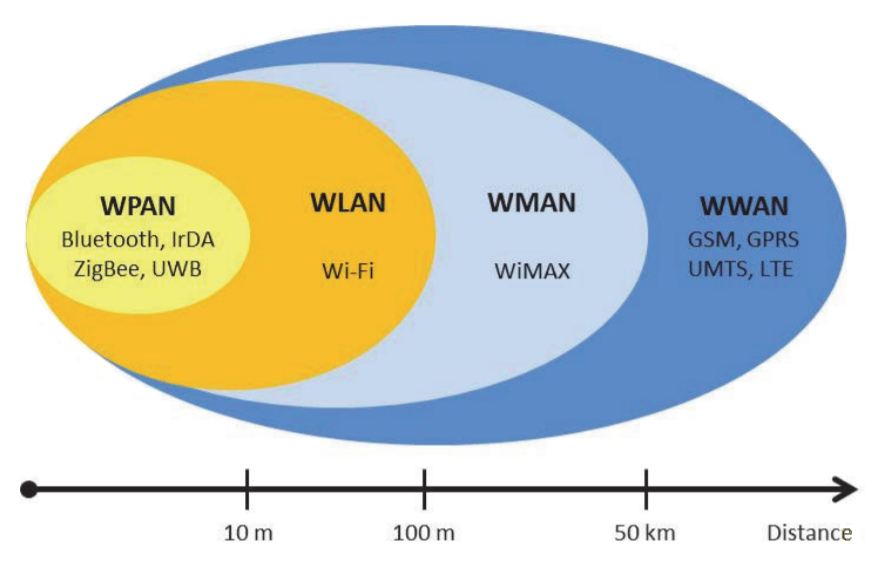 WPAN
Bluetooth, IrDA
ZigBee, UWB
WLAN
Wi-Fi
WMAN
WiMAX
WWAN
GSM, GPRS
UMTS, LTE
10 m
100 m
50 km
Distance